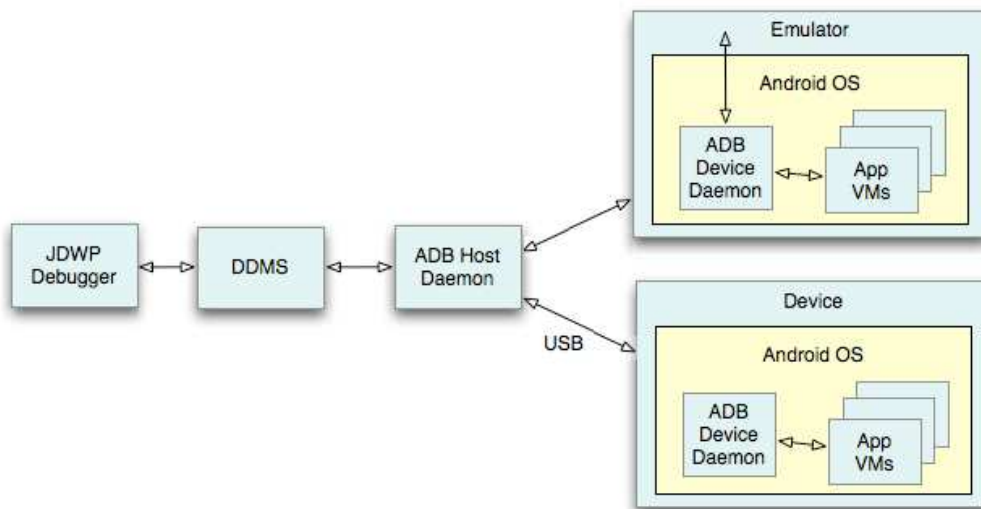 Emulator
Android OS
ADB
Device
Daemon
App
VMs
JDWP
Debugger
DDMS
ADB Host
Daemon
USB
Device
Android OS
ADB
Device
Daemon
App
VMs